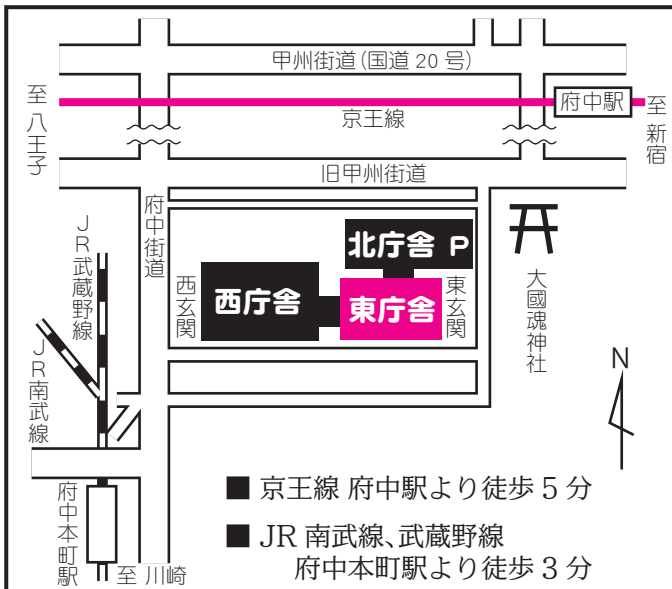 甲州街道(国道20号)
至 八王子
京王線
府中駅
至 新宿
旧甲州街道
府中街道
JR武蔵野線
JR南武線
北庁舎 P
西玄関
西庁舎
東庁舎
東玄関
大國魂神社
N
府中本町駅
至 川崎
■ 京王線 府中駅より徒歩5分
■ JR南武線、武蔵野線
府中本町駅より徒歩3分